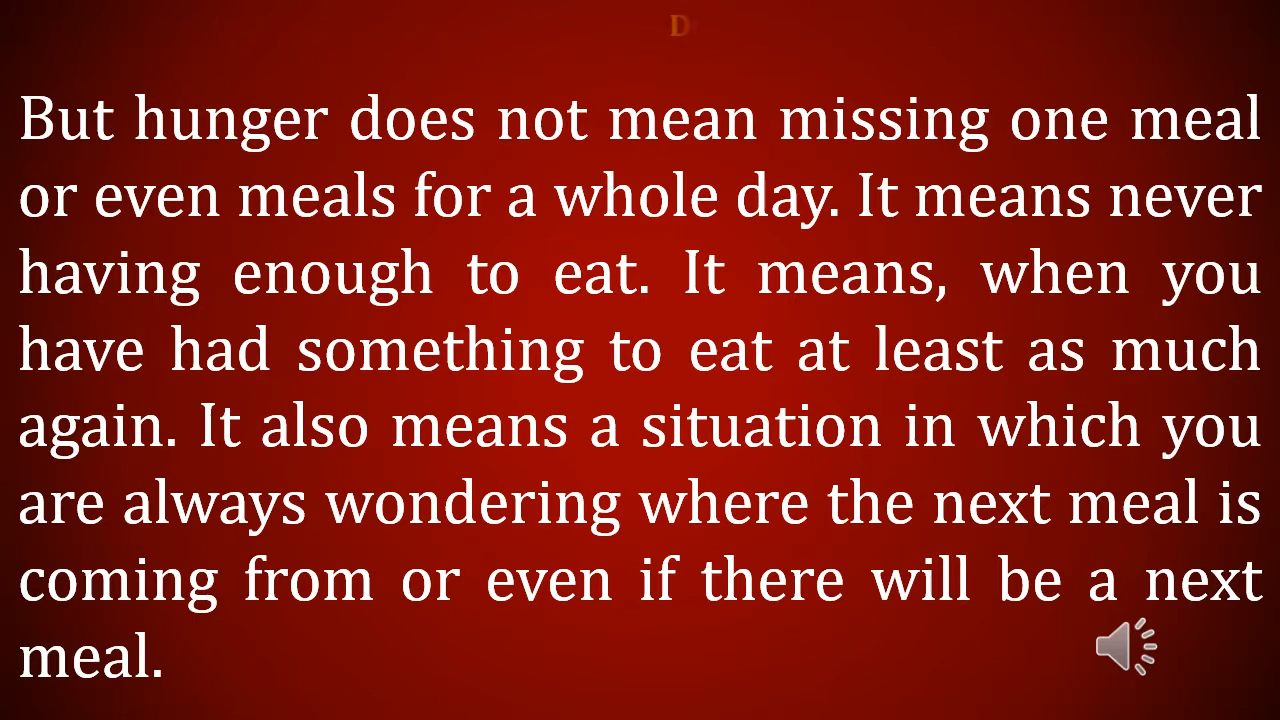 D
But hunger does not mean missing one meal
or even meals for a whole day. It means never
having enough to eat. It means, when you
have had something to eat at least as much
again. It also means a situation in which you
are always wondering where the next meal is
coming from or even if there will be a next
meal.